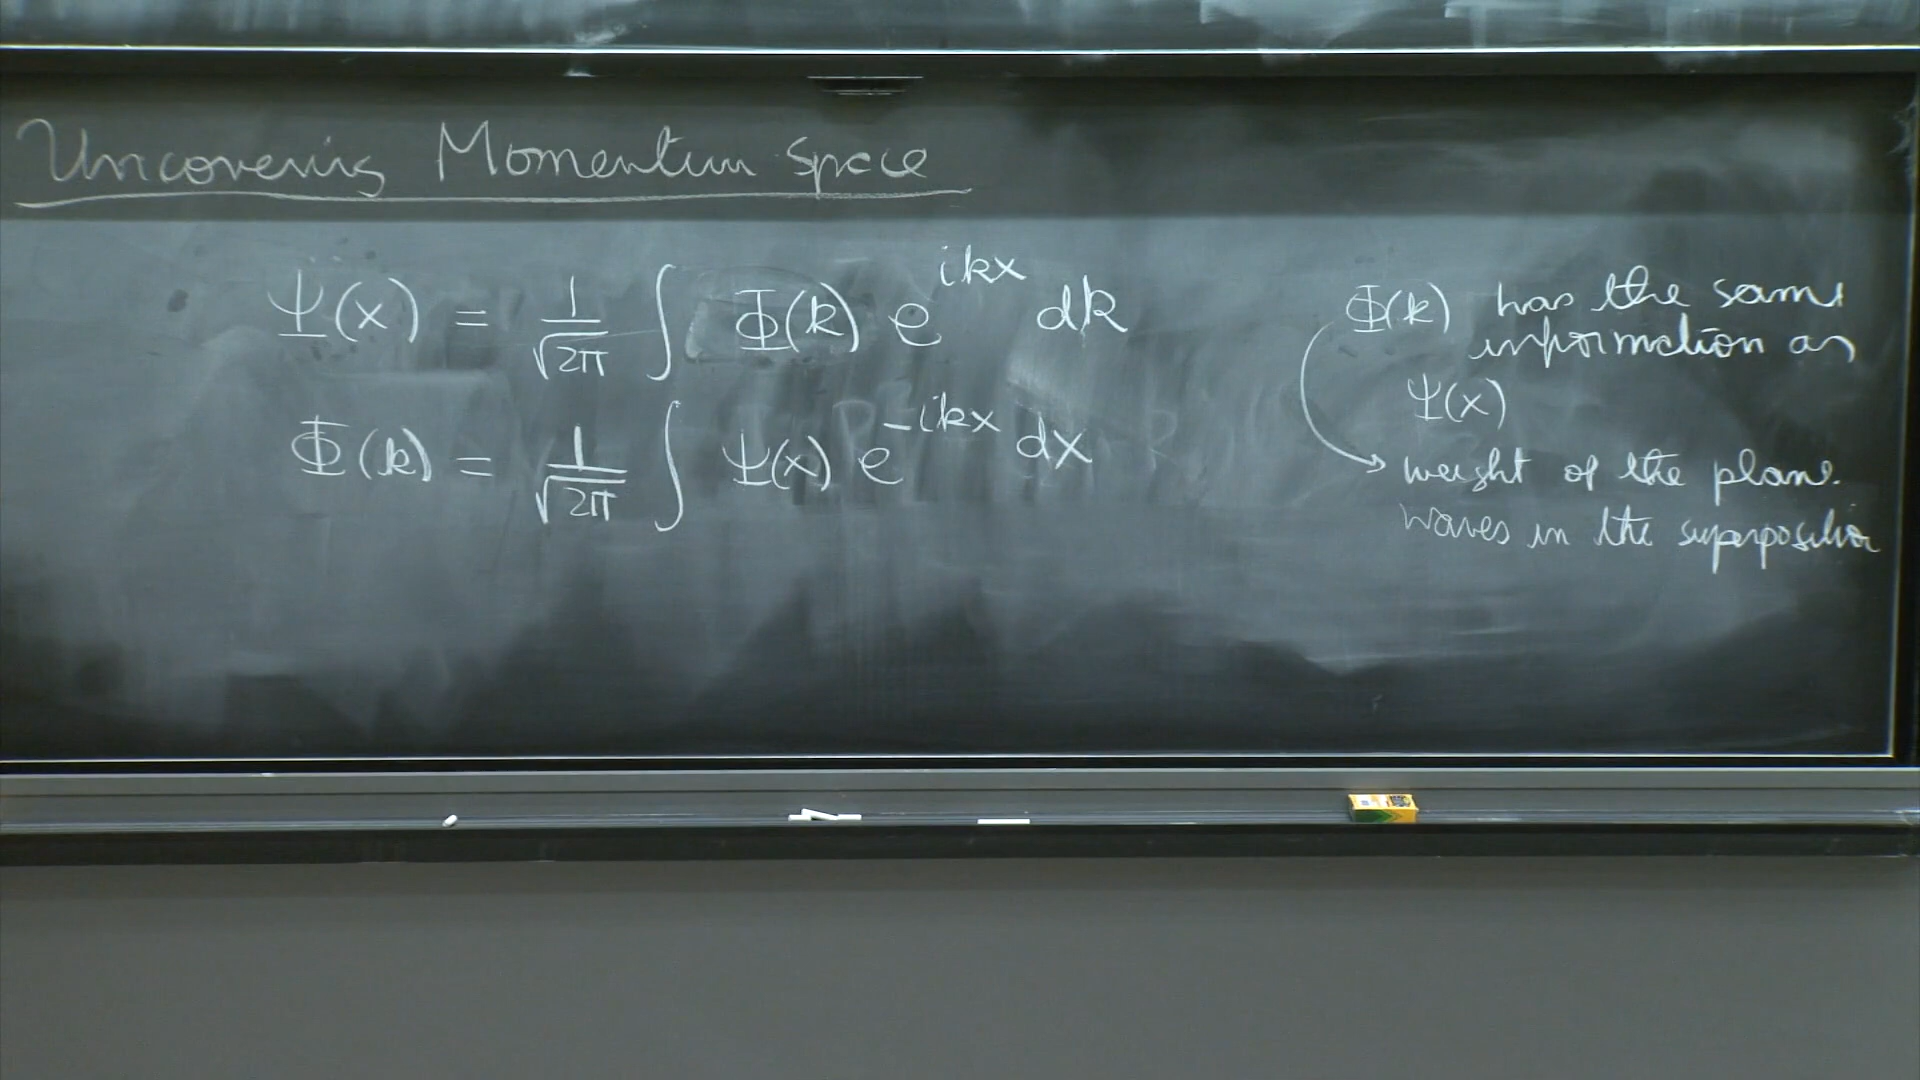 Uncovering Momentum space
Ψ(x) = 1/√2π ∫ Φ(k) e^{ikx} dk
Φ(k) = 1/√2π ∫ Ψ(x) e^{-ikx} dx
Φ(k) has the same
information as
Ψ(x)
→ weight of the plane
waves in the superposition